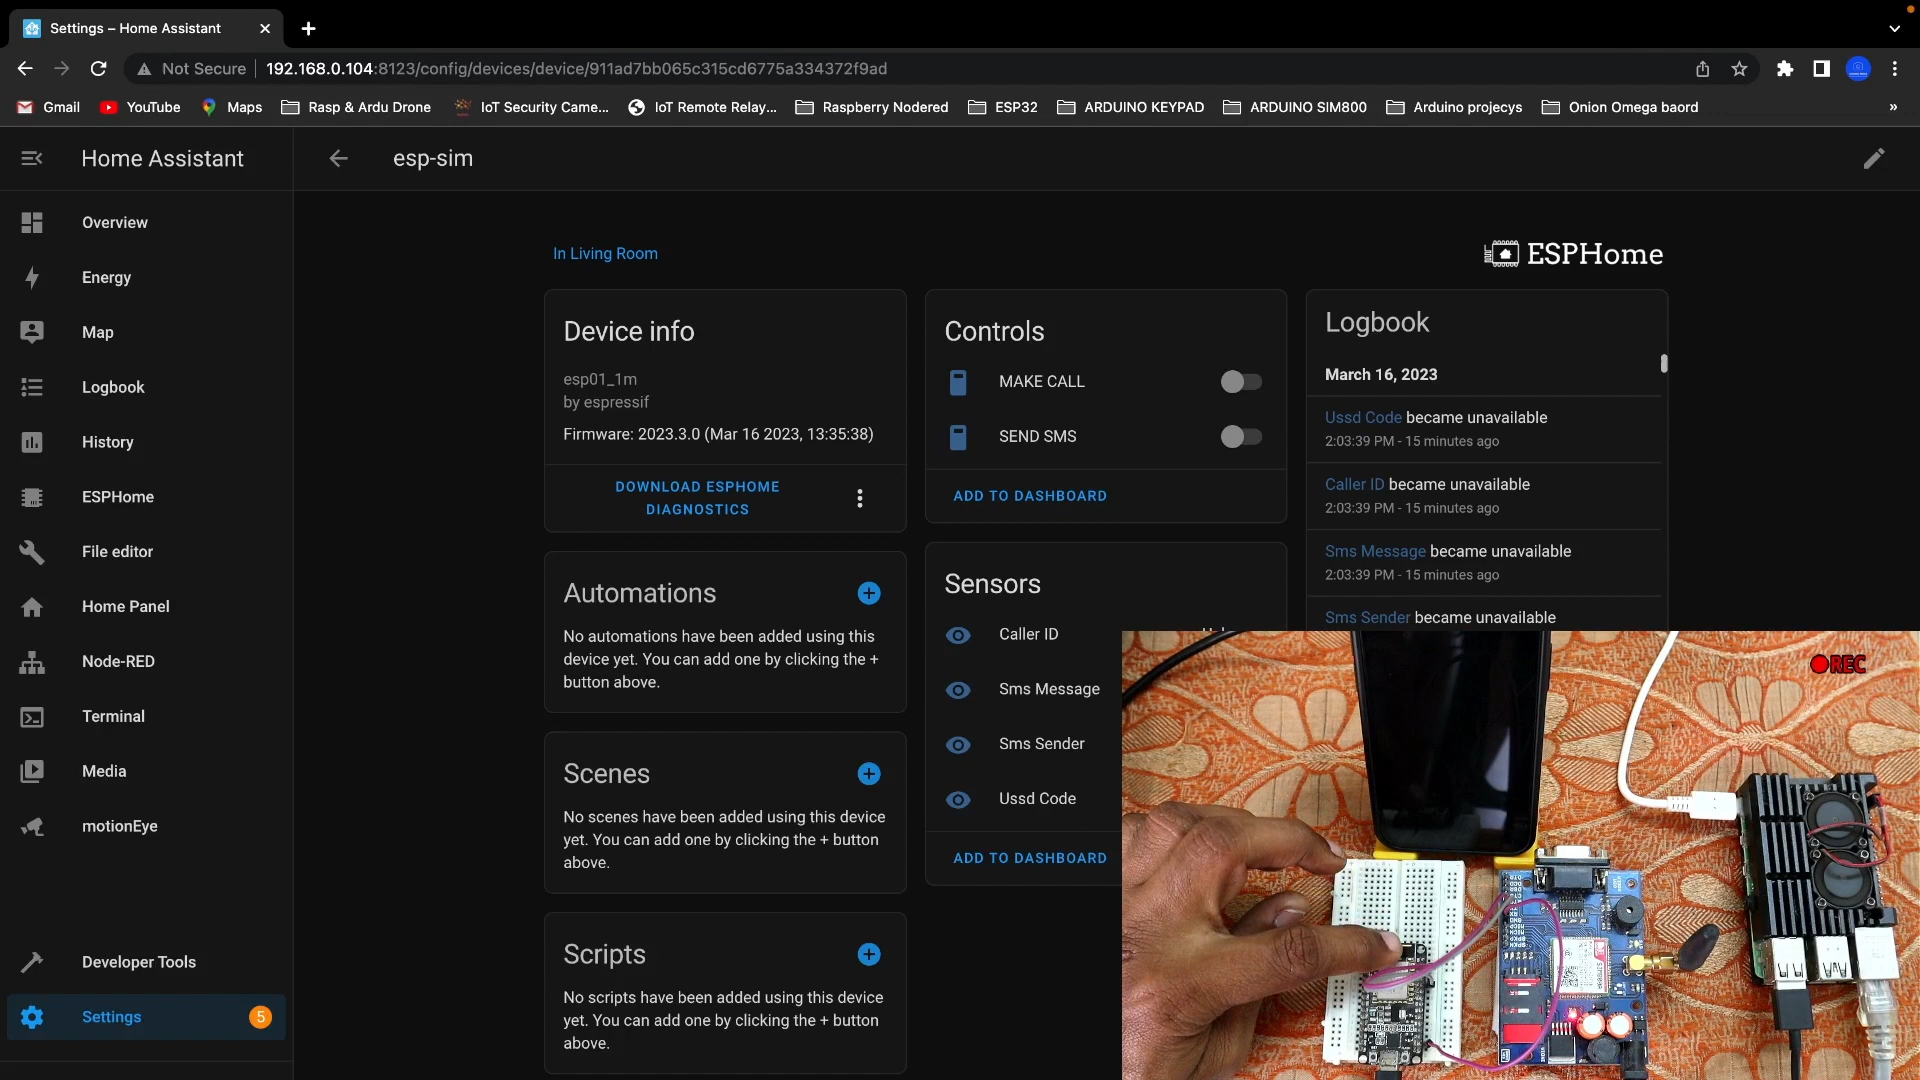 Settings – Home Assistant
Not Secure
192.168.0.104:8123/config/devices/device/911ad7bb065c315cd6775a334372f9ad
Gmail
YouTube
Maps
Rasp & Ardu Drone
IoT Security Came...
IoT Remote Relay...
Raspberry Nodered
ESP32
ARDUINO KEYPAD
ARDUINO SIM800
Arduino projecys
Onion Omega baord
»
Home Assistant
esp-sim
Overview
Energy
Map
Logbook
History
ESPHome
File editor
Home Panel
Node-RED
Terminal
Media
motionEye
Developer Tools
Settings
5
In Living Room
ESPHome
Device info
esp01_1m
by espressif
Firmware: 2023.3.0 (Mar 16 2023, 13:35:38)
DOWNLOAD ESPHOME
DIAGNOSTICS
Automations
No automations have been added using this
device yet. You can add one by clicking the +
button above.
Scenes
No scenes have been added using this device
yet. You can add one by clicking the + button
above.
Scripts
No scripts have been added using this device
yet. You can add one by clicking the + button
above.
Controls
MAKE CALL
SEND SMS
ADD TO DASHBOARD
Sensors
Caller ID
Sms Message
Sms Sender
Ussd Code
ADD TO DASHBOARD
Logbook
March 16, 2023
Ussd Code became unavailable
2:03:39 PM - 15 minutes ago
Caller ID became unavailable
2:03:39 PM - 15 minutes ago
Sms Message became unavailable
2:03:39 PM - 15 minutes ago
Sms Sender became unavailable
REC